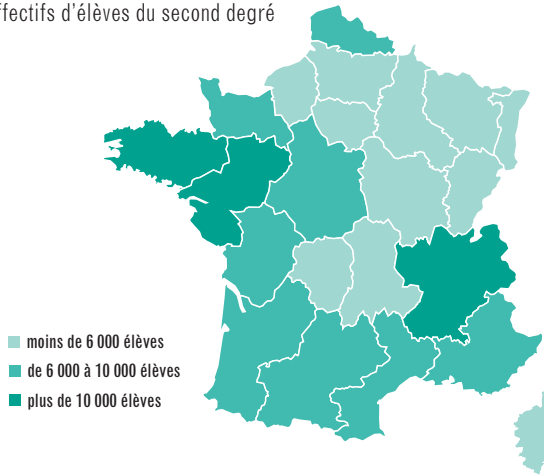 ffectifs d'élèves du second degré
moins de 6 000 élèves
de 6 000 à 10 000 élèves
plus de 10 000 élèves